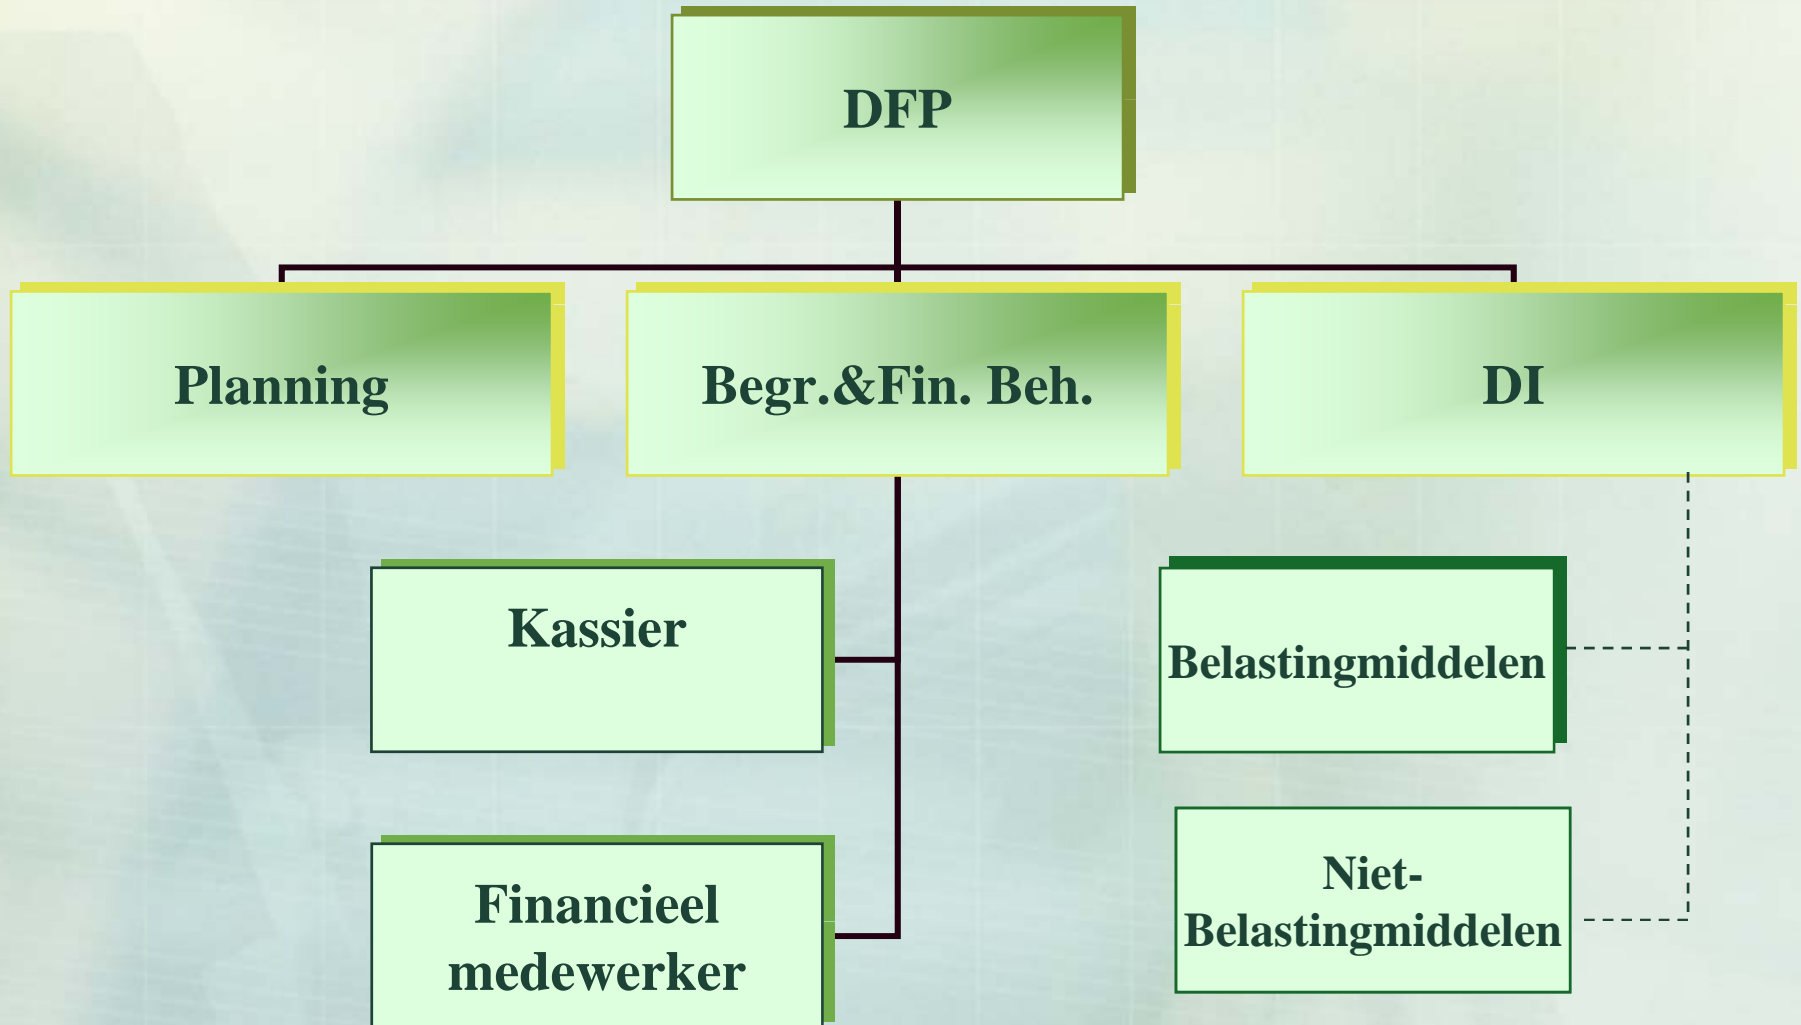 DFP
Planning
Begr.&Fin. Beh.
DI
Kassier
Belastingmiddelen
Financieel
medewerker
Niet-
Belastingmiddelen